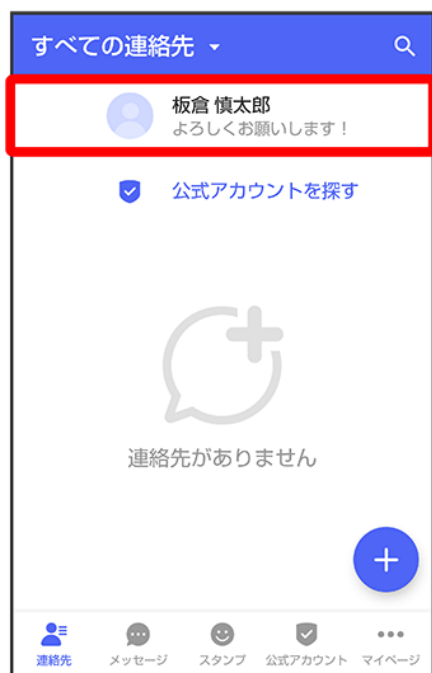 すべての連絡先
板倉 慎太郎
よろしくお願いします！
公式アカウントを探す
連絡先がありません
連絡先
メッセージ
スタンプ
公式アカウント
マイページ